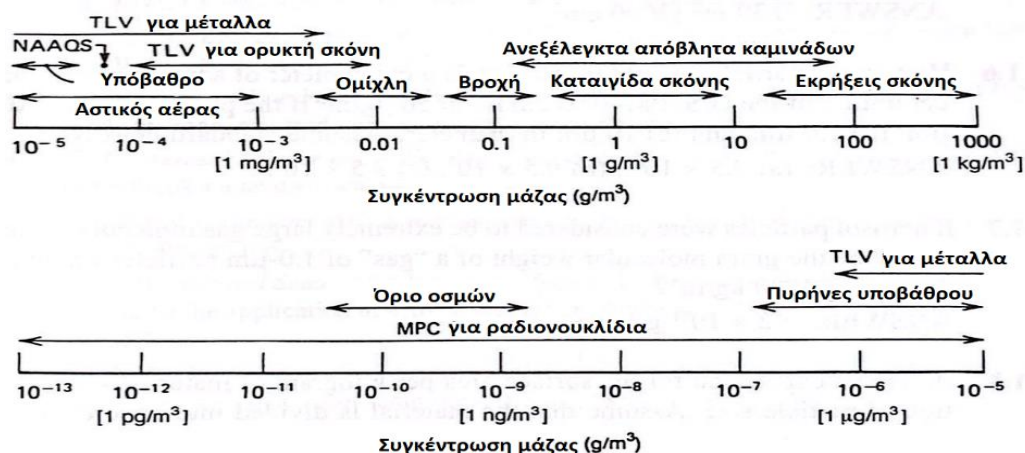 TLV για μέταλλα
NAAQS
TLV για ορυκτή σκόνη
Ανεξέλεγκτα απόβλητα καμινάδων
Υπόβαθρο
Ομίχλη
Βροχή
Καταιγίδα σκόνης
Εκρήξεις σκόνης
Αστικός αέρας
10⁻⁵ 10⁻⁴ 10⁻³ 0.01 0.1 1 10 100 1000
[1 mg/m³] [1 g/m³] [1 kg/m³]
Συγκέντρωση μάζας (g/m³)
TLV για μέταλλα
Όριο οσμών
Πυρήνες υποβάθρου
MPC για ραδιονουκλίδια
10⁻¹³ 10⁻¹² 10⁻¹¹ 10⁻¹⁰ 10⁻⁹ 10⁻⁸ 10⁻⁷ 10⁻⁶ 10⁻⁵
[1 pg/m³] [1 ng/m³] [1 μg/m³]
Συγκέντρωση μάζας (g/m³)